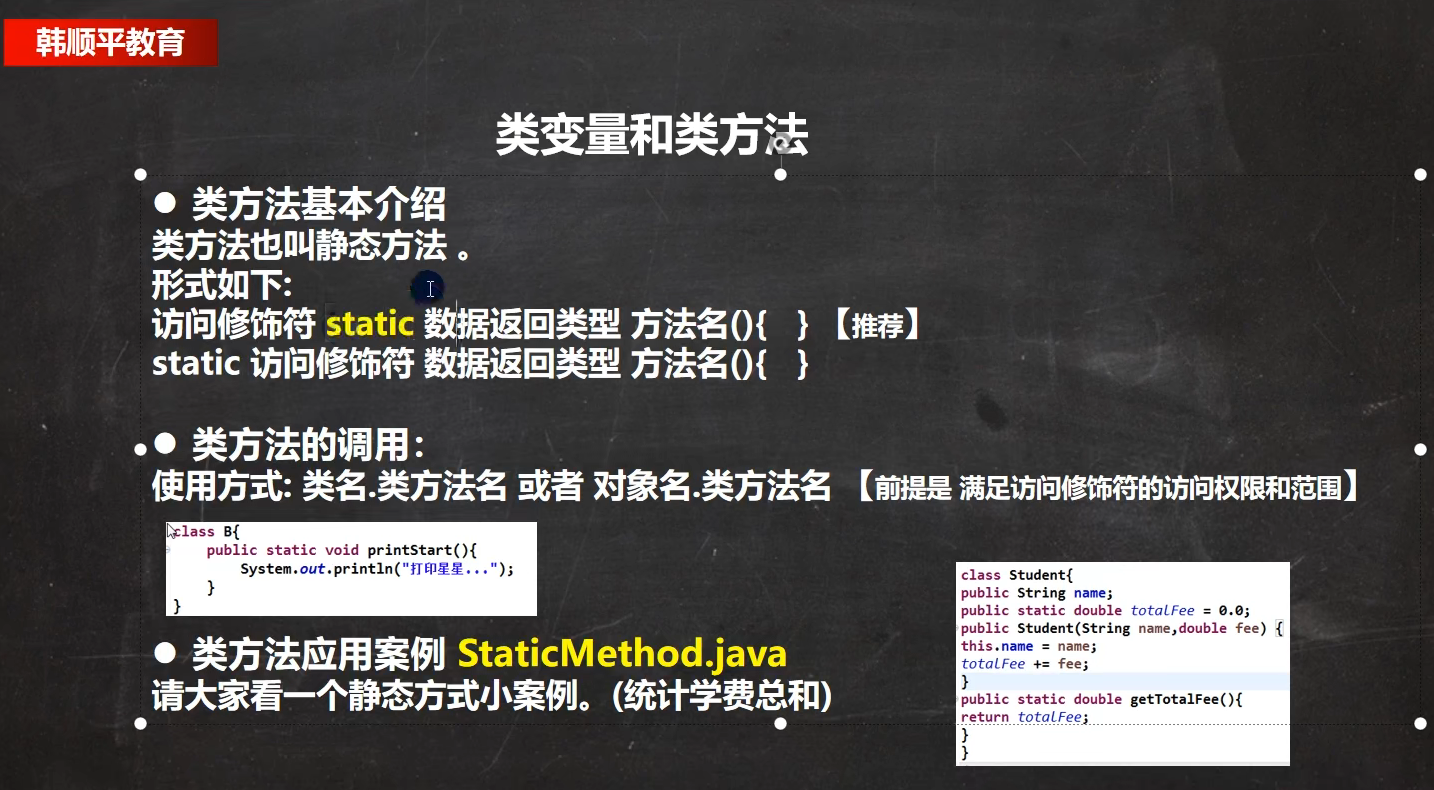 韩顺平教育
类变量和类方法
● 类方法基本介绍
类方法也叫静态方法 。
形式如下:
访问修饰符 static 数据返回类型 方法名(){   } 【推荐】
static 访问修饰符 数据返回类型 方法名(){   }
● 类方法的调用：
使用方式: 类名.类方法名 或者 对象名.类方法名 【前提是 满足访问修饰符的访问权限和范围】
class B{
    public static void printStart(){
        System.out.println("打印星星...");
    }
}
● 类方法应用案例 StaticMethod.java
请大家看一个静态方式小案例。(统计学费总和)
class Student{
public String name;
public static double totalFee = 0.0;
public Student(String name,double fee) {
this.name = name;
totalFee += fee;
}
public static double getTotalFee(){
return totalFee;
}
}